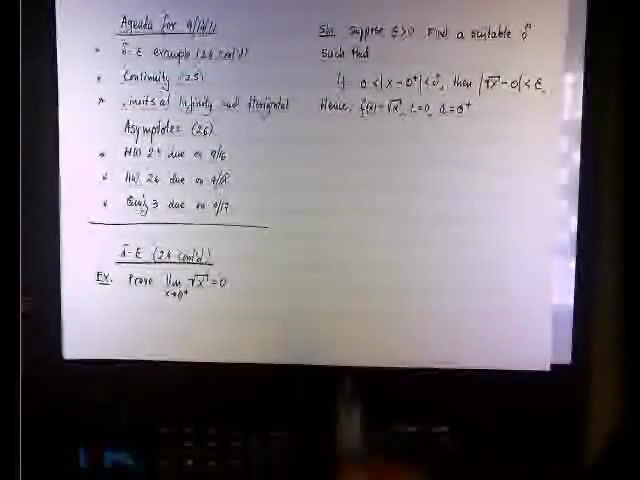 Agenda for 9/14/21
• δ-ε example (2.4 cont'd)
• Continuity (2.5)
• Limits at Infinity and Horizontal
Asymptotes (2.6)
• HW 2.4 due on 9/16
• HW 2.6 due on 9/18
• Quiz 3 due on 9/17
δ-ε (2.4 cont'd)
Ex. Prove lim √x = 0
x→0⁺
Sol. Suppose ε>0. Find a suitable δ
such that
If 0 < |x - 0⁺| < δ, then |√x - 0| < ε.
Hence, f(x) = √x, L=0, a=0⁺